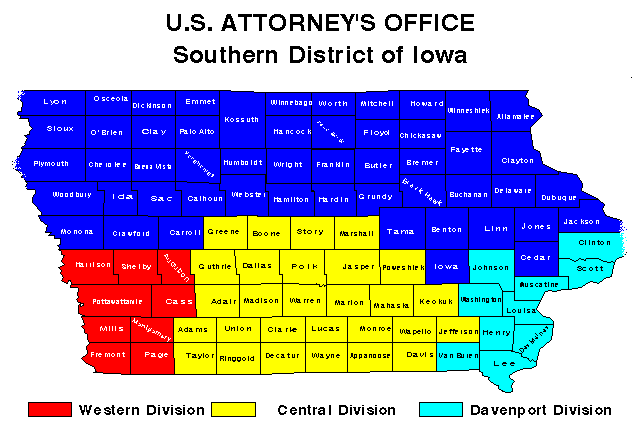 U.S. ATTORNEY'S OFFICE
Southern District of Iowa
Lyon Osceola Dickinson Emmet Winnebago Worth Mitchell Howard Winneshiek Allamakee
Sioux O'Brien Clay Palo Alto Kossuth Hancock Floyd Chickasaw
Plymouth Cherokee Buena Vista Pocahontas Humboldt Wright Franklin Butler Bremer Fayette Clayton
Woodbury Ida Sac Calhoun Webster Hamilton Hardin Grundy Black Hawk Buchanan Delaware Dubuque
Monona Crawford Carroll Greene Boone Story Marshall Tama Benton Linn Jones Jackson
Harrison Shelby Audubon Guthrie Dallas Polk Jasper Poweshiek Iowa Johnson Cedar Clinton
Scott
Pottawattamie Cass Adair Madison Warren Marion Mahaska Keokuk Washington Muscatine
Louisa
Mills Montgomery Adams Union Clarke Lucas Monroe Wapello Jefferson Henry Des Moines
Fremont Page Taylor Ringgold Decatur Wayne Appanoose Davis Van Buren Lee
Western Division Central Division Davenport Division